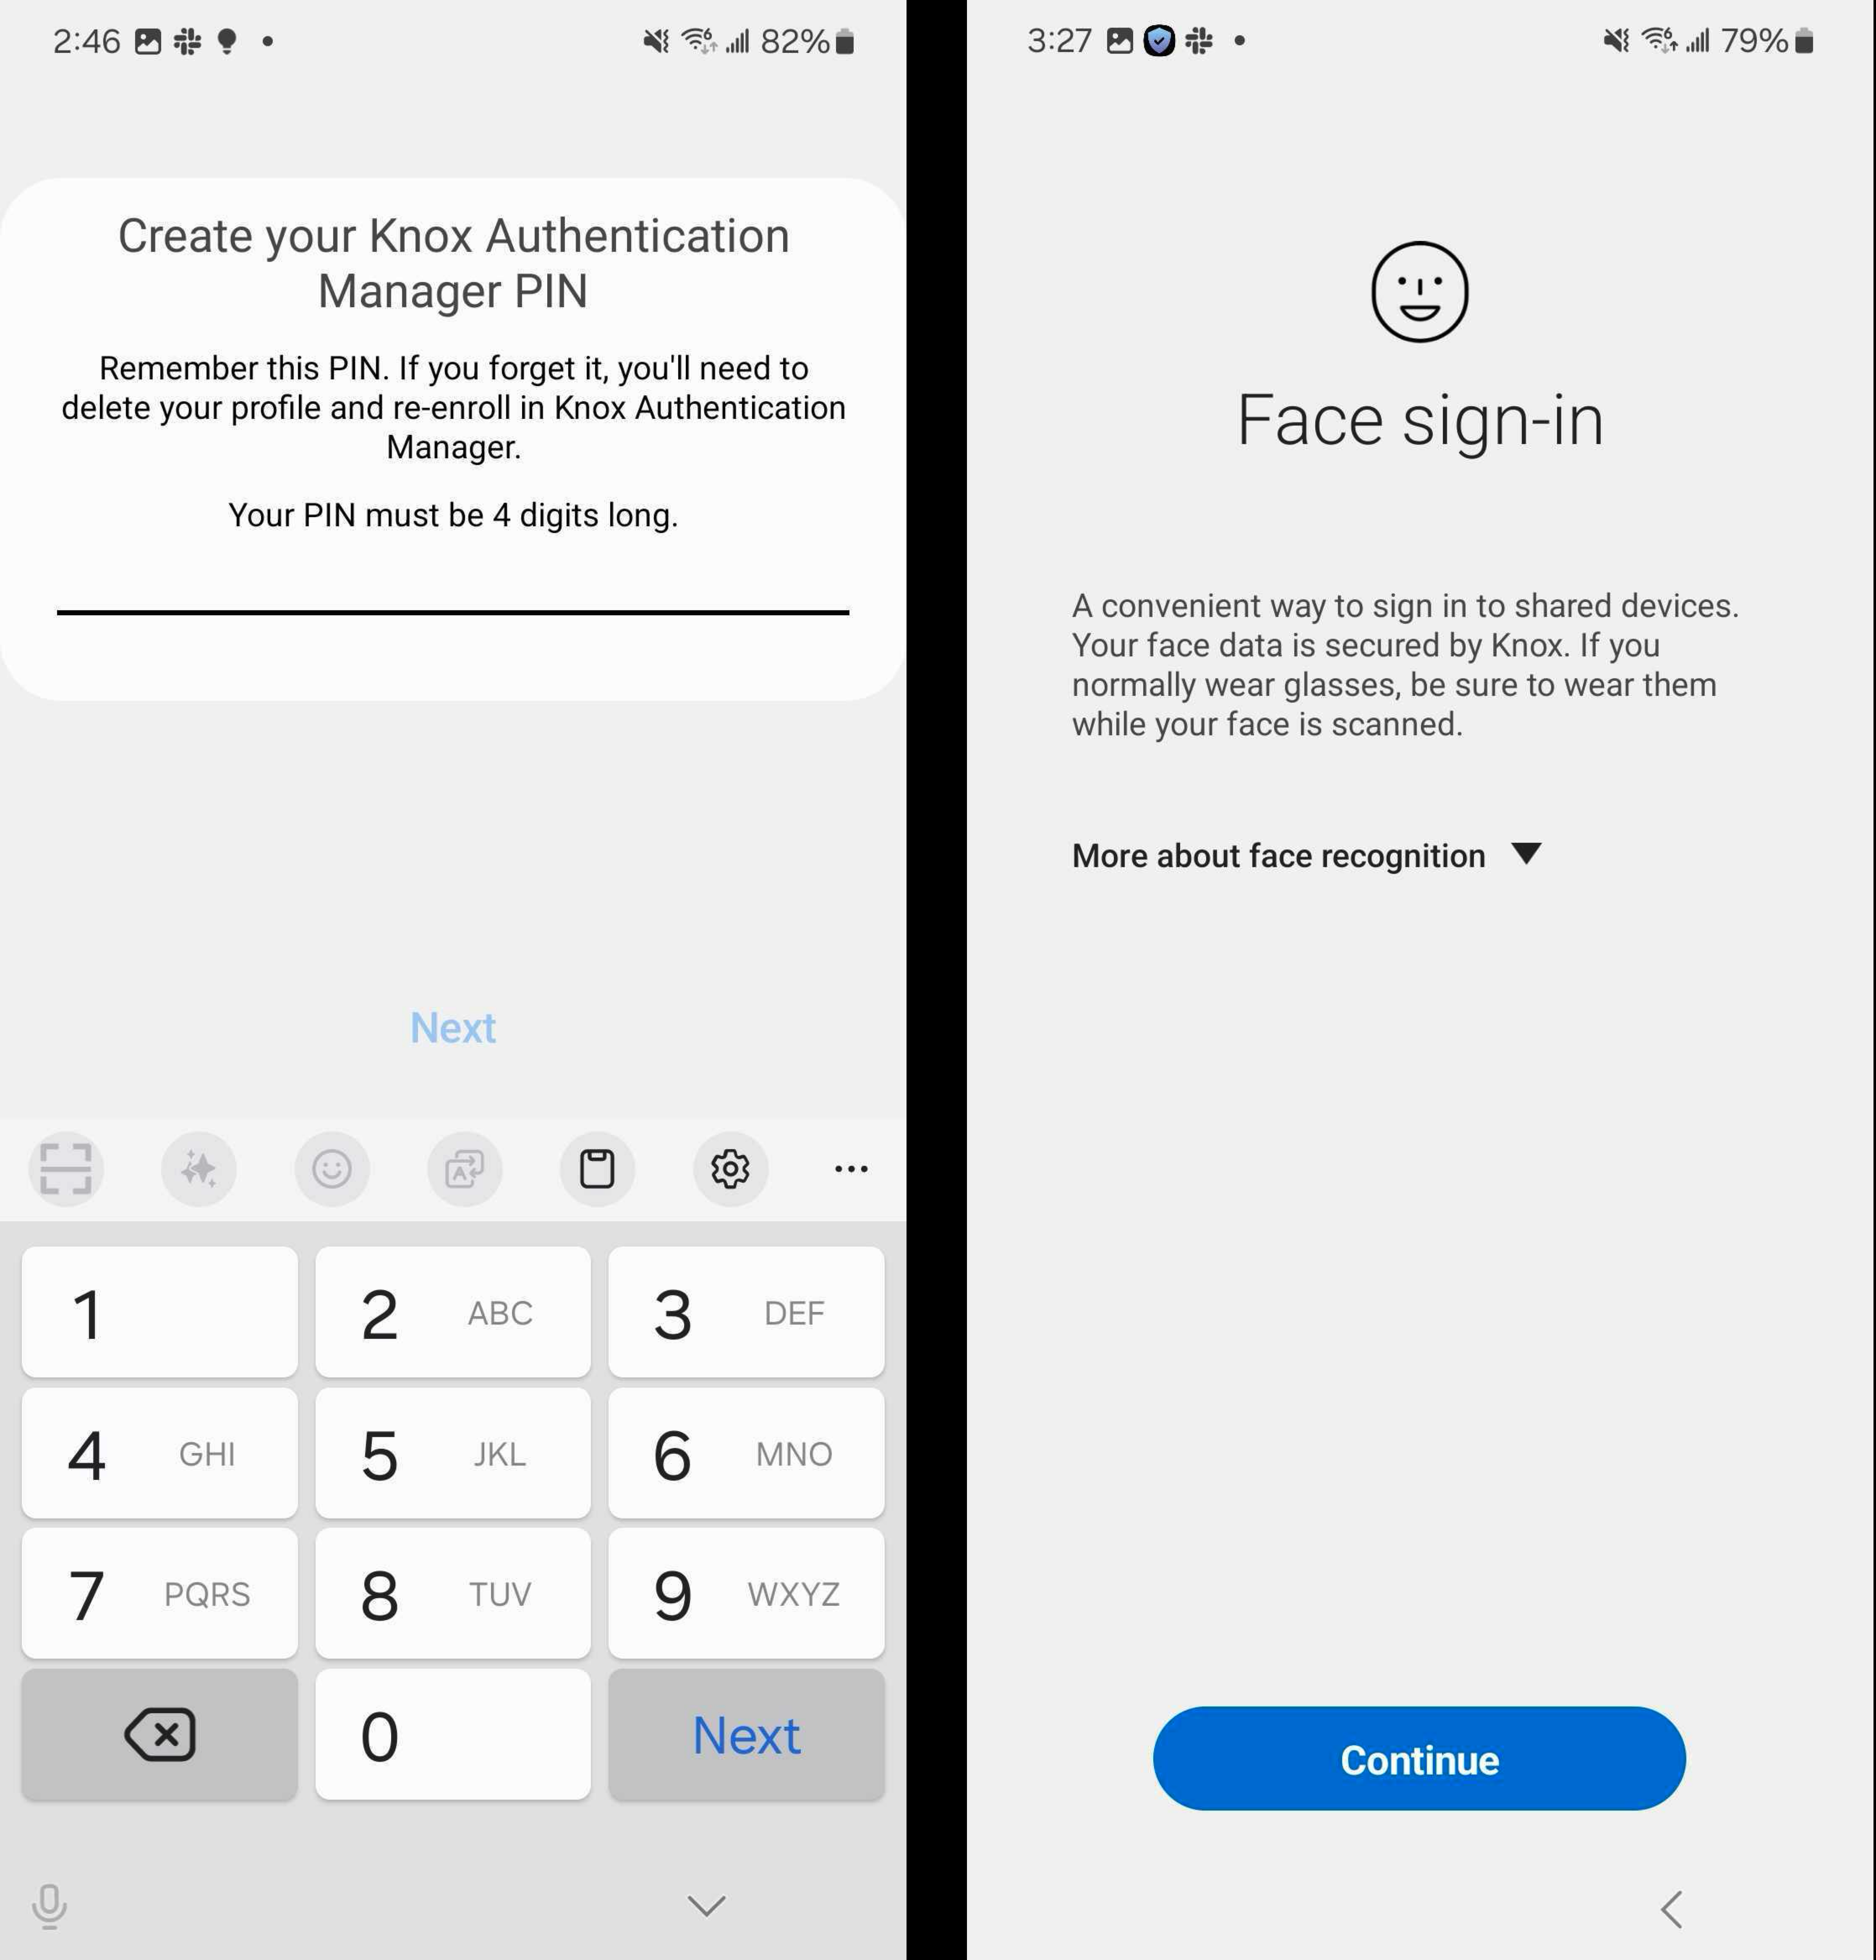 2:46
82%
Create your Knox Authentication
Manager PIN
Remember this PIN. If you forget it, you'll need to
delete your profile and re-enroll in Knox Authentication
Manager.
Your PIN must be 4 digits long.
Next
1
2 ABC
3 DEF
4 GHI
5 JKL
6 MNO
7 PQRS
8 TUV
9 WXYZ
0
Next
3:27
79%
Face sign-in
A convenient way to sign in to shared devices.
Your face data is secured by Knox. If you
normally wear glasses, be sure to wear them
while your face is scanned.
More about face recognition
Continue